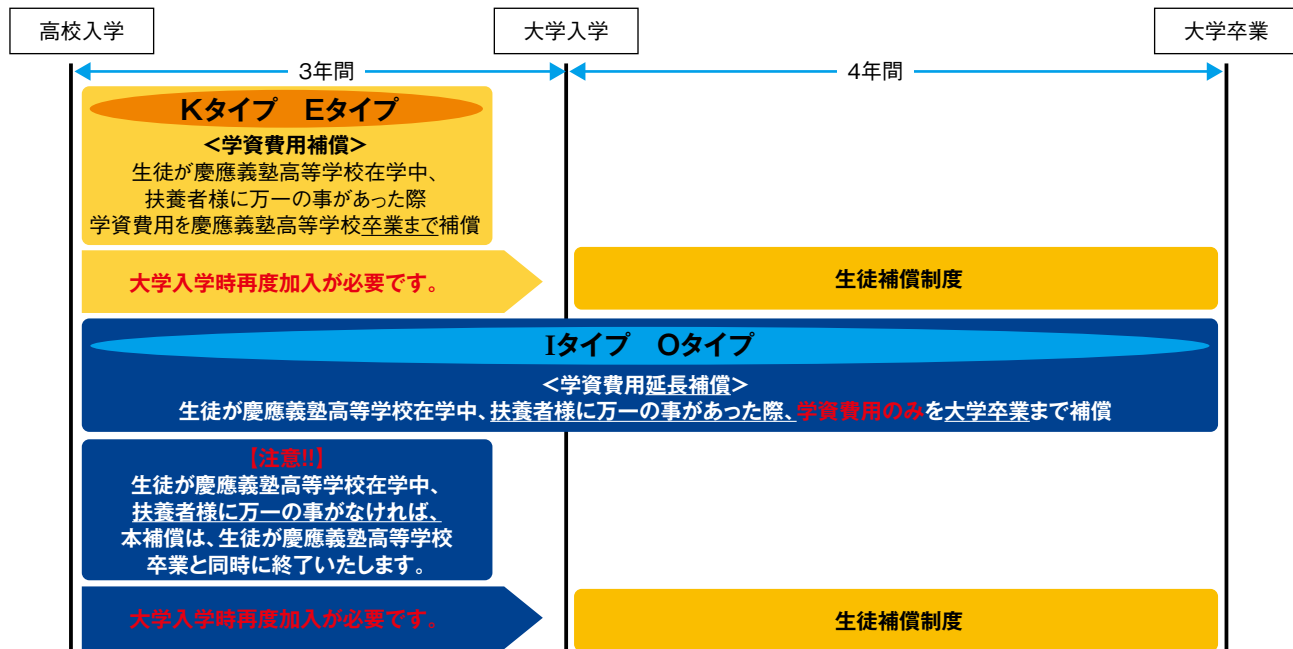 高校入学
大学入学
大学卒業
3年間
4年間
Kタイプ Eタイプ
<学資費用補償>
生徒が慶應義塾高等学校在学中、
扶養者様に万一の事があった際
学資費用を慶應義塾高等学校卒業まで補償
大学入学時再度加入が必要です。
生徒補償制度
Iタイプ Oタイプ
<学資費用延長補償>
生徒が慶應義塾高等学校在学中、扶養者様に万一の事があった際、学資費用のみを大学卒業まで補償
【注意!!】
生徒が慶應義塾高等学校在学中、
扶養者様に万一の事がなければ、
本補償は、生徒が慶應義塾高等学校
卒業と同時に終了いたします。
大学入学時再度加入が必要です。
生徒補償制度